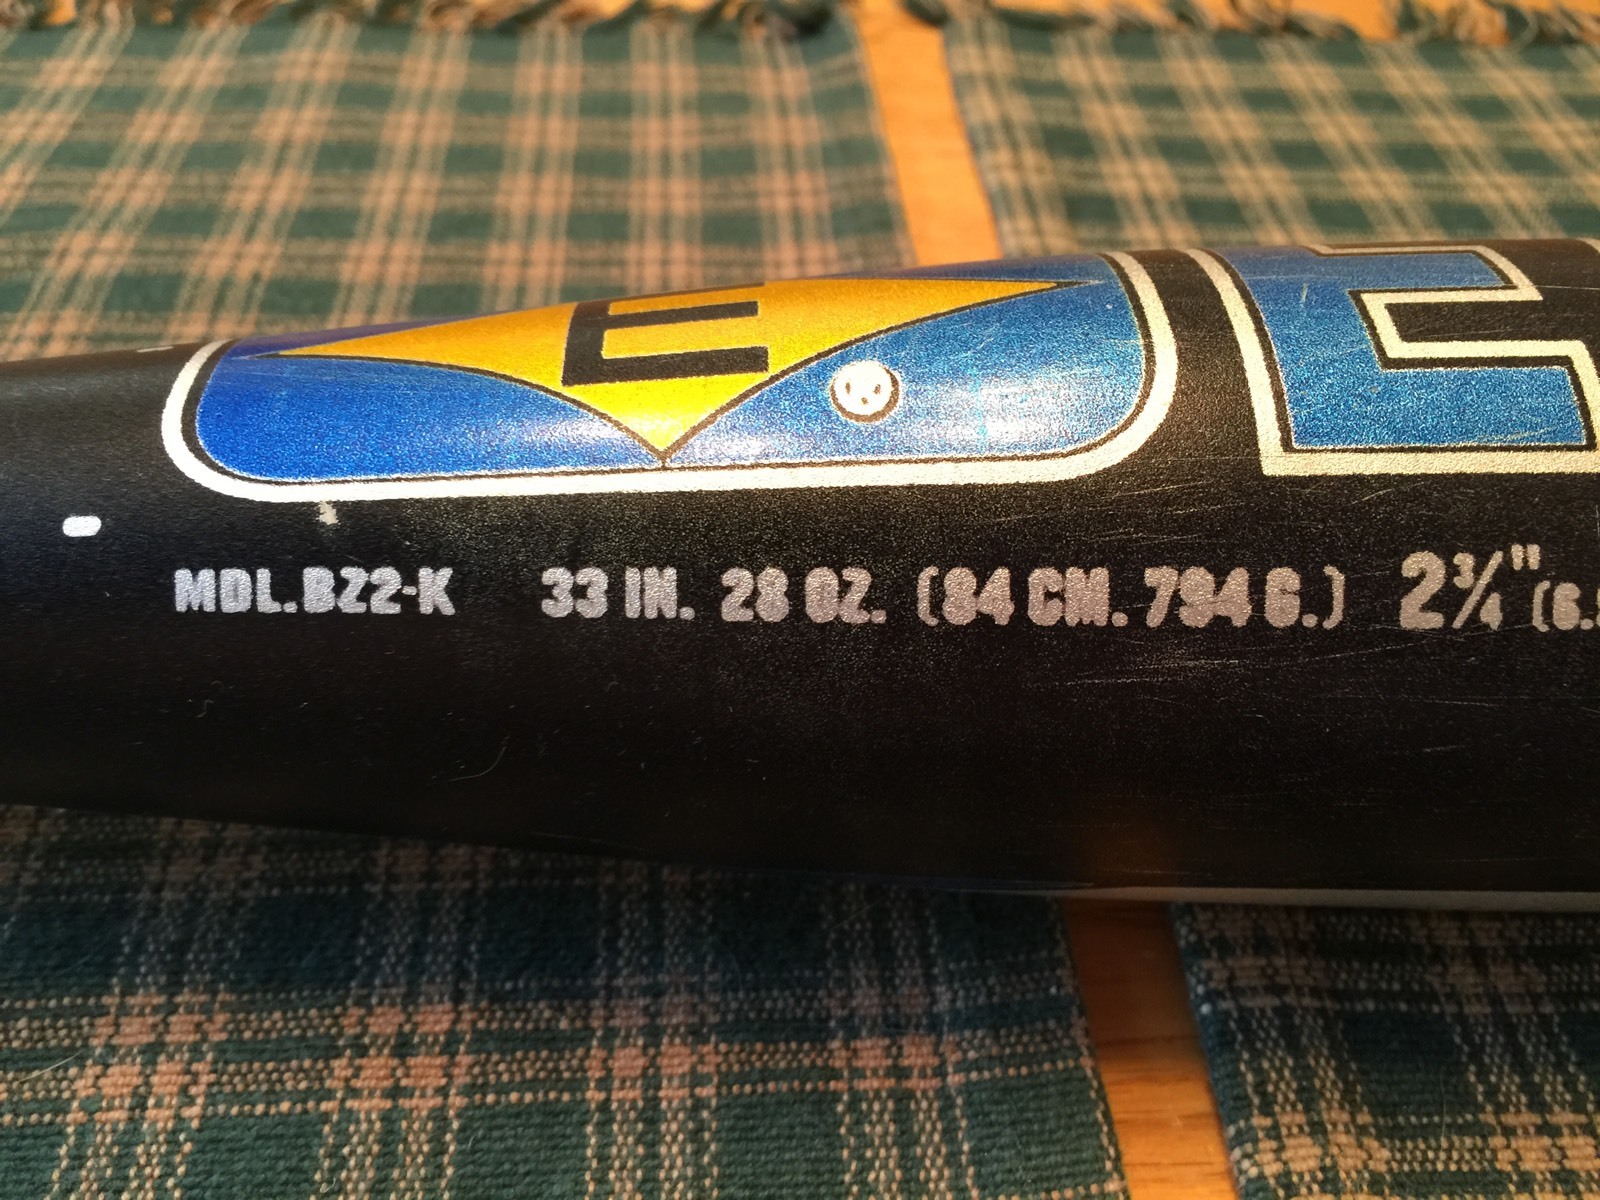 E
MDL.BZ2-K 33 IN. 28 OZ. (84 CM. 794 G.) 2¾"